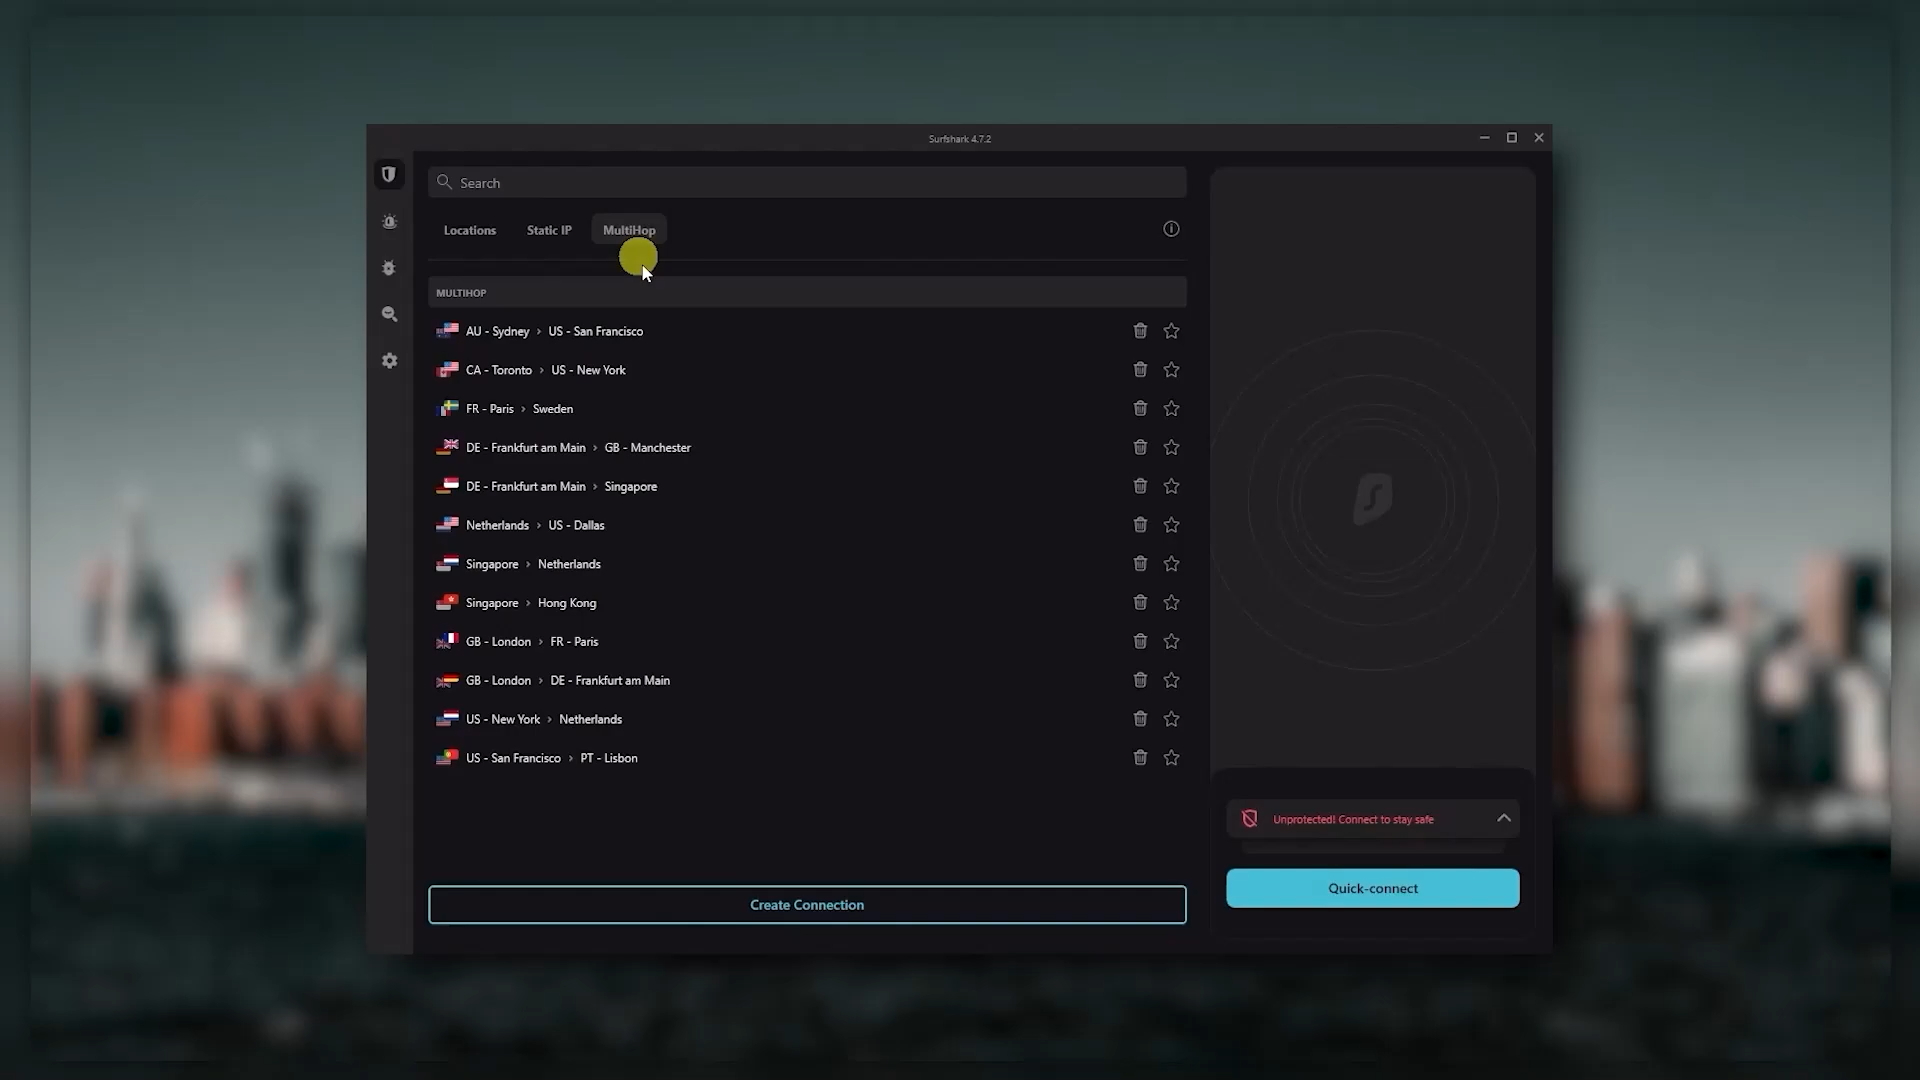 Surfshark 4.7.2
Search
Locations
Static IP
MultiHop
MULTIHOP
AU - Sydney › US - San Francisco
CA - Toronto › US - New York
FR - Paris › Sweden
DE - Frankfurt am Main › GB - Manchester
DE - Frankfurt am Main › Singapore
Netherlands › US - Dallas
Singapore › Netherlands
Singapore › Hong Kong
GB - London › FR - Paris
GB - London › DE - Frankfurt am Main
US - New York › Netherlands
US - San Francisco › PT - Lisbon
Create Connection
Unprotected! Connect to stay safe
Quick-connect